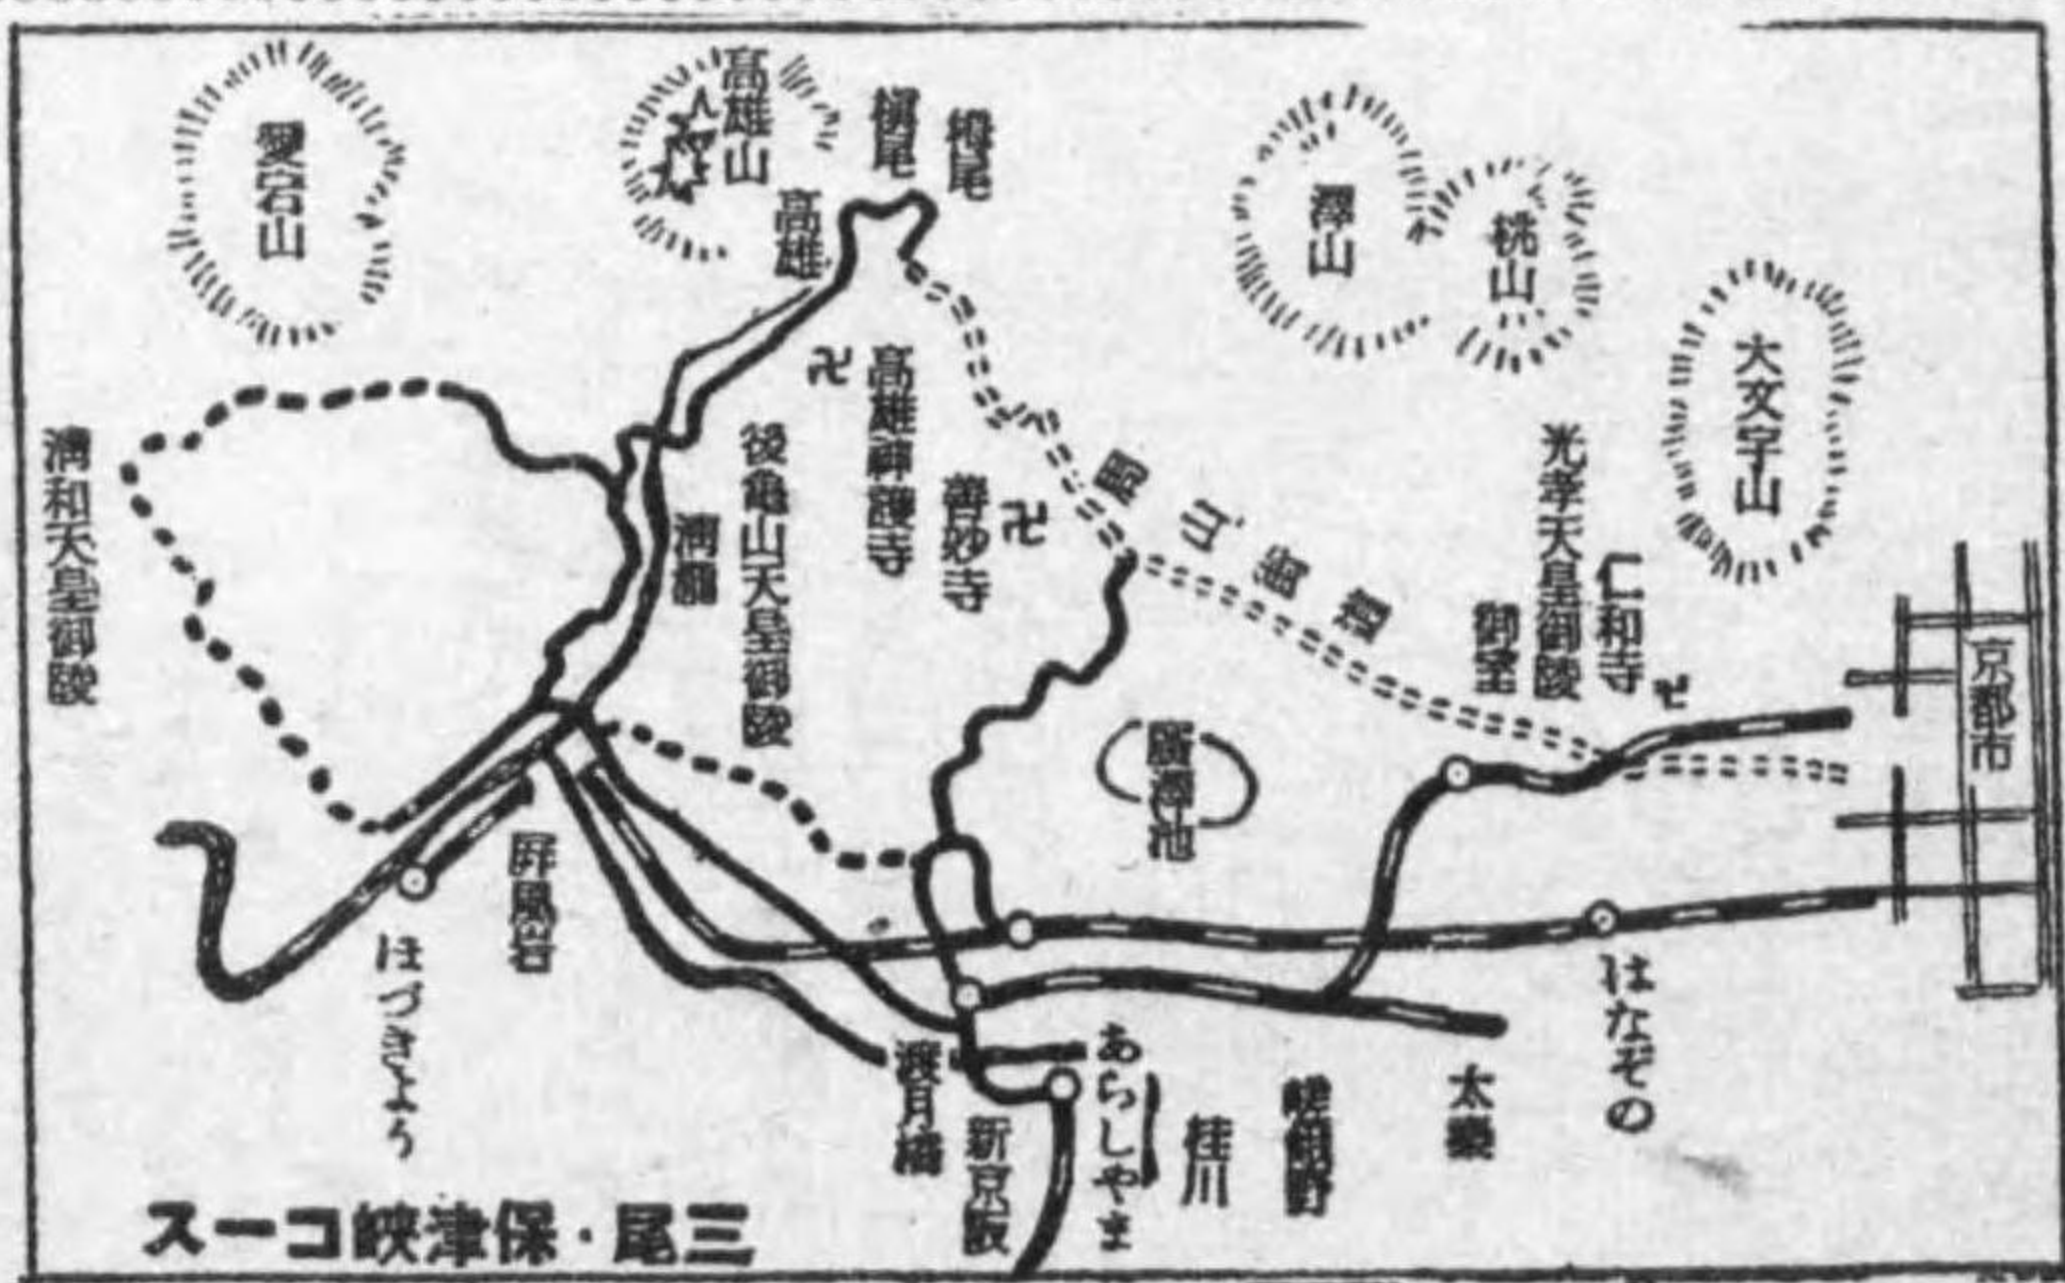 三尾・保津峡コース
京都市
大文字山
桃山
澤山
栂尾
槇尾
高雄山
高雄
愛宕山
仁和寺
光孝天皇御陵
御室
周山街道
善妙寺
高雄神護寺
後亀山天皇御陵
清瀧
清和天皇御陵
廣澤池
はなぞの
太秦
嵯峨野
桂川
あらしやま
新京阪
渡月橋
屏風岩
ほづきよう